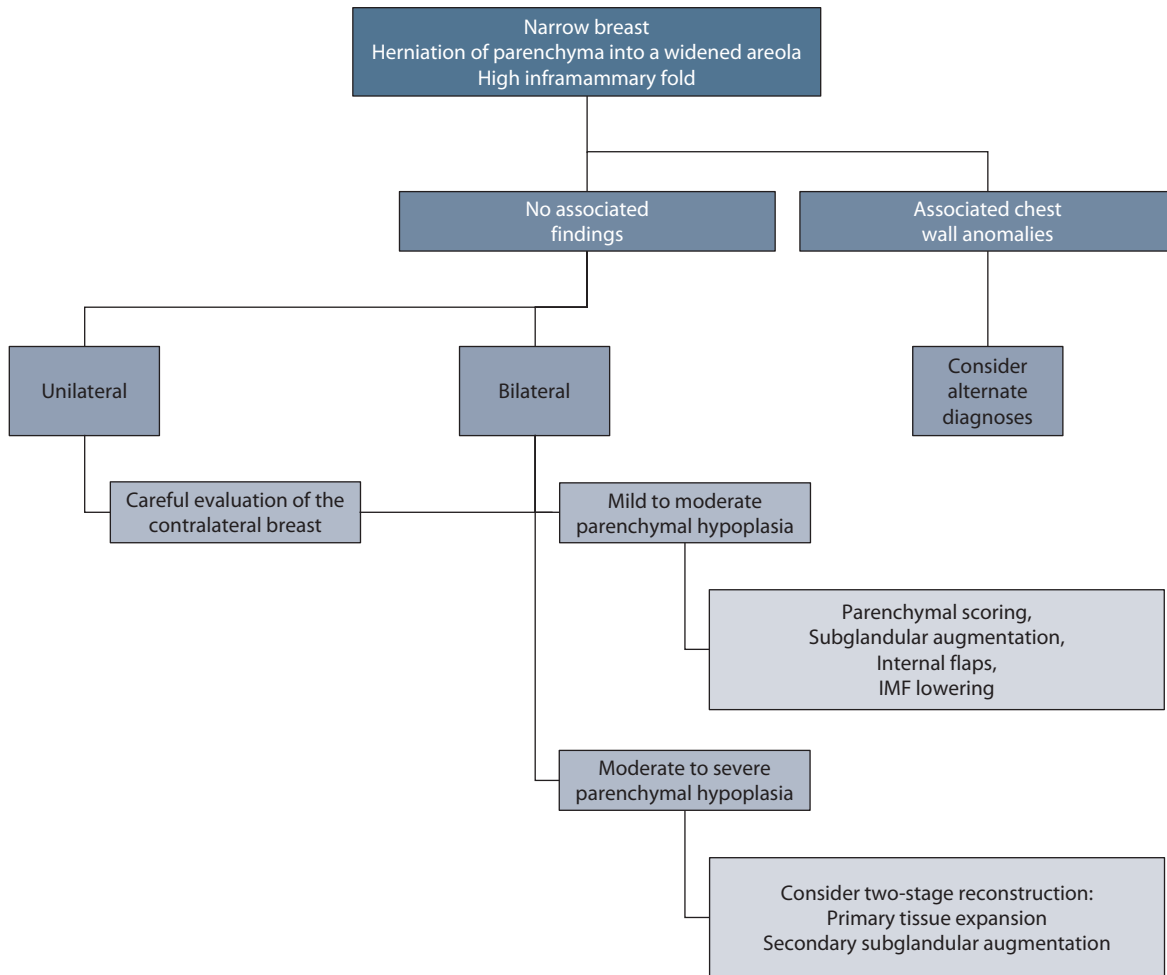 Narrow breast
Herniation of parenchyma into a widened areola
High inframammary fold
No associated
findings
Associated chest
wall anomalies
Unilateral
Bilateral
Consider
alternate
diagnoses
Careful evaluation of the
contralateral breast
Mild to moderate
parenchymal hypoplasia
Parenchymal scoring,
Subglandular augmentation,
Internal flaps,
IMF lowering
Moderate to severe
parenchymal hypoplasia
Consider two-stage reconstruction:
Primary tissue expansion
Secondary subglandular augmentation